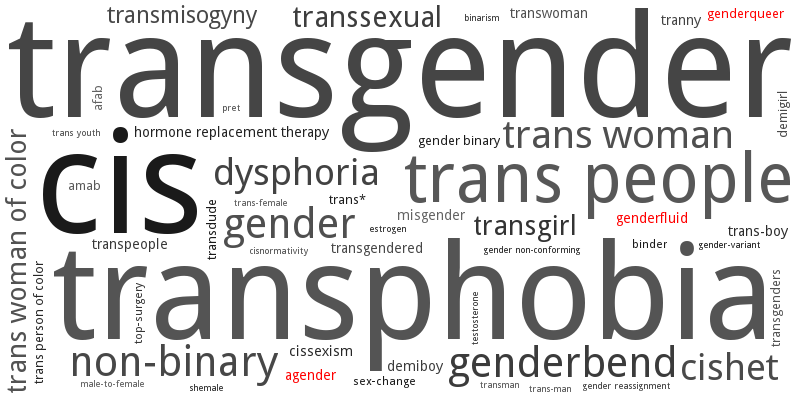 transmisogyny
transsexual
binarism
transwoman
tranny
genderqueer
transgender
afab
pret
demigirl
trans youth
hormone replacement therapy
gender binary
trans woman
trans woman of color
cis
amab
dysphoria
trans people
trans-female
trans*
misgender
genderfluid
transdude
gender
estrogen
transgirl
trans-boy
transpeople
cisnormativity
transgendered
gender non-conforming
binder
gender-variant
trans person of color
transphobia
top-surgery
testosterone
transgenders
non-binary
cissexism
agender
demiboy
genderbend
cishet
male-to-female
shemale
sex-change
transman
trans-man
gender reassignment